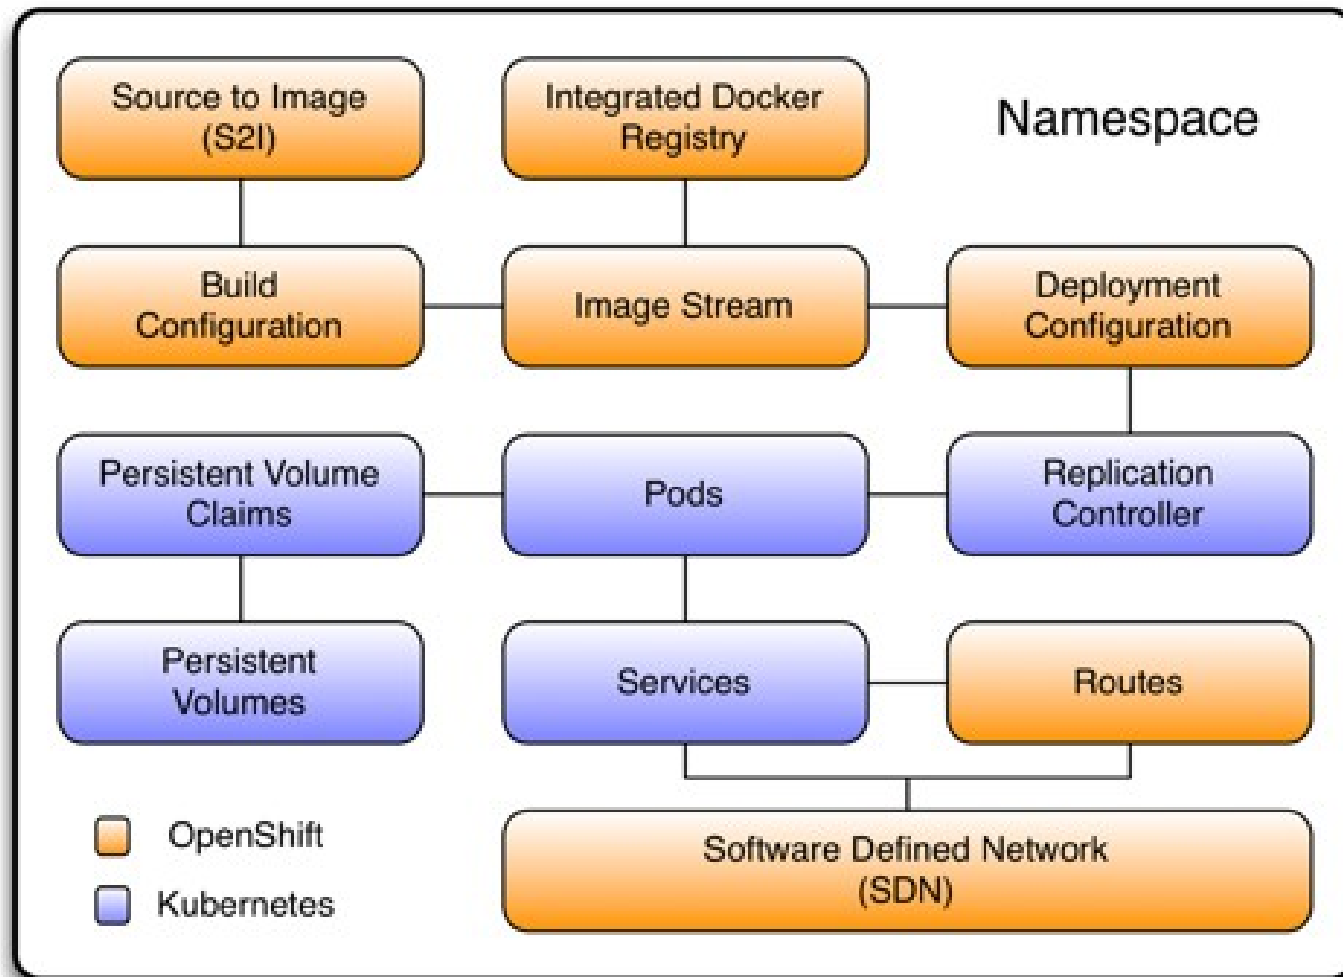 Source to Image
(S2I)
Integrated Docker
Registry
Namespace
Build
Configuration
Image Stream
Deployment
Configuration
Persistent Volume
Claims
Pods
Replication
Controller
Persistent
Volumes
Services
Routes
OpenShift
Kubernetes
Software Defined Network
(SDN)